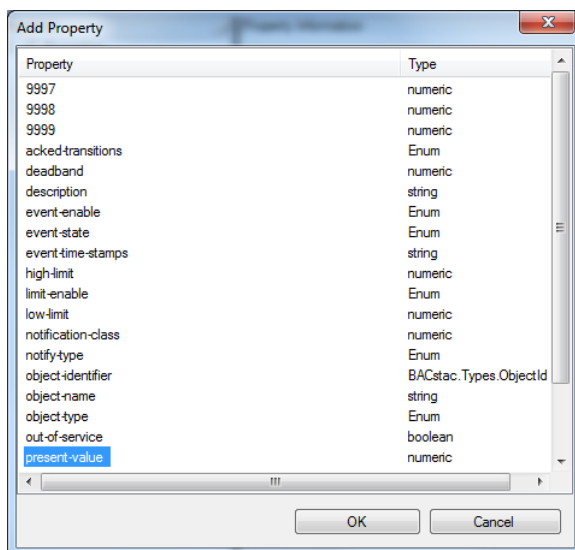 Add Property
Property Information
Property Type
9997 numeric
9998 numeric
9999 numeric
acked-transitions Enum
deadband numeric
description string
event-enable Enum
event-state Enum
event-time-stamps string
high-limit numeric
limit-enable Enum
low-limit numeric
notification-class numeric
notify-type Enum
object-identifier BACstac.Types.ObjectId
object-name string
object-type Enum
out-of-service boolean
present-value numeric
OK Cancel